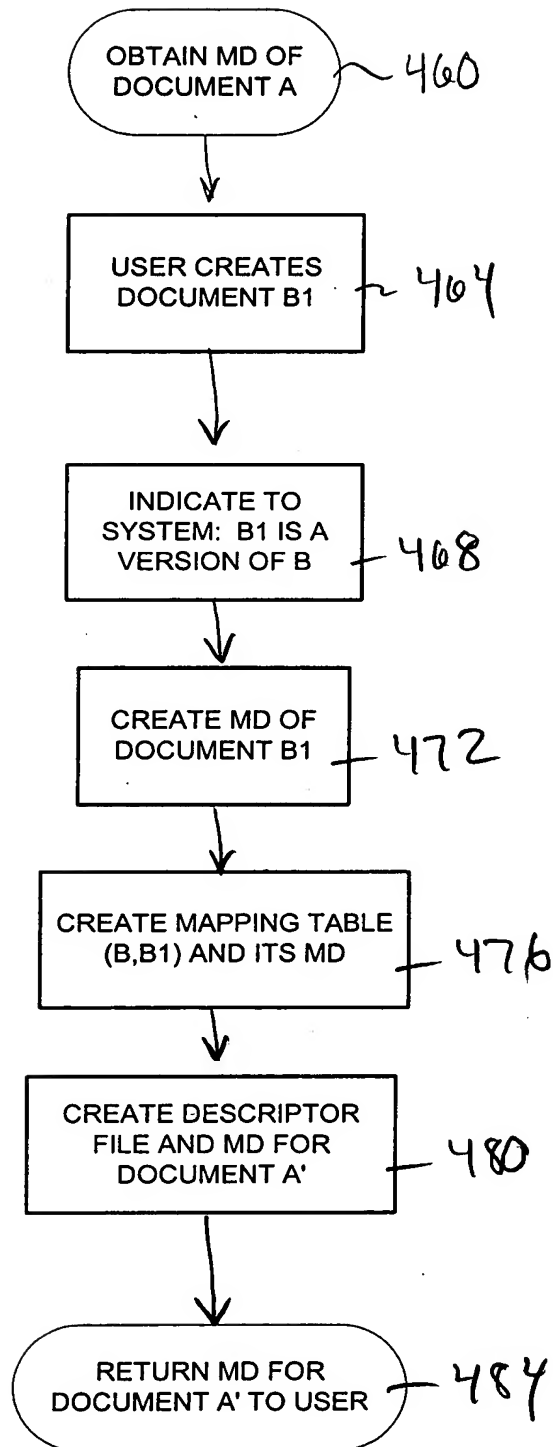 OBTAIN MD OF
DOCUMENT A
460
USER CREATES
DOCUMENT B1
464
INDICATE TO
SYSTEM: B1 IS A
VERSION OF B
468
CREATE MD OF
DOCUMENT B1
472
CREATE MAPPING TABLE
(B,B1) AND ITS MD
476
CREATE DESCRIPTOR
FILE AND MD FOR
DOCUMENT A'
480
RETURN MD FOR
DOCUMENT A' TO USER
484